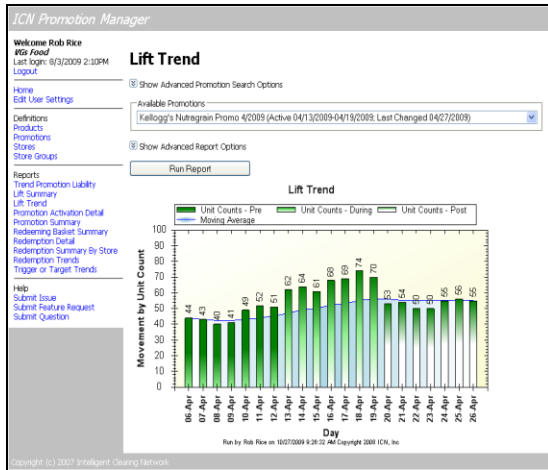 ICN Promotion Manager
Welcome Rob Rice
VGs Food
Last login: 8/3/2009 2:10PM
Logout
Home
Edit User Settings
Definitions
Products
Promotions
Stores
Store Groups
Reports
Trend Promotion Liability
Lift Summary
Lift Trend
Promotion Activation Detail
Promotion Summary
Redeeming Basket Summary
Redemption Detail
Redemption Summary By Store
Redemption Trends
Trigger or Target Trends
Help
Submit Issue
Submit Feature Request
Submit Question
Lift Trend
Show Advanced Promotion Search Options
Available Promotions
Kellogg's Nutragrain Promo 4/2009 (Active 04/13/2009-04/19/2009; Last Changed 04/27/2009)
Show Advanced Report Options
Run Report
Lift Trend
Unit Counts - Pre Unit Counts - During Unit Counts - Post
Moving Average
Movement by Unit Count
100
90
80
70
60
50
40
30
20
10
0
44 43 40 41 49 52 51 62 64 61 68 69 74 70 53 54 50 50 55 56 55
06-Apr 07-Apr 08-Apr 09-Apr 10-Apr 11-Apr 12-Apr 13-Apr 14-Apr 15-Apr 16-Apr 17-Apr 18-Apr 19-Apr 20-Apr 21-Apr 22-Apr 23-Apr 24-Apr 25-Apr 26-Apr
Day
Run by Rob Rice on 10/27/2009 9:26:32 AM Copyright 2008 ICN, Inc
Copyright (c) 2007 Intelligent Clearing Network